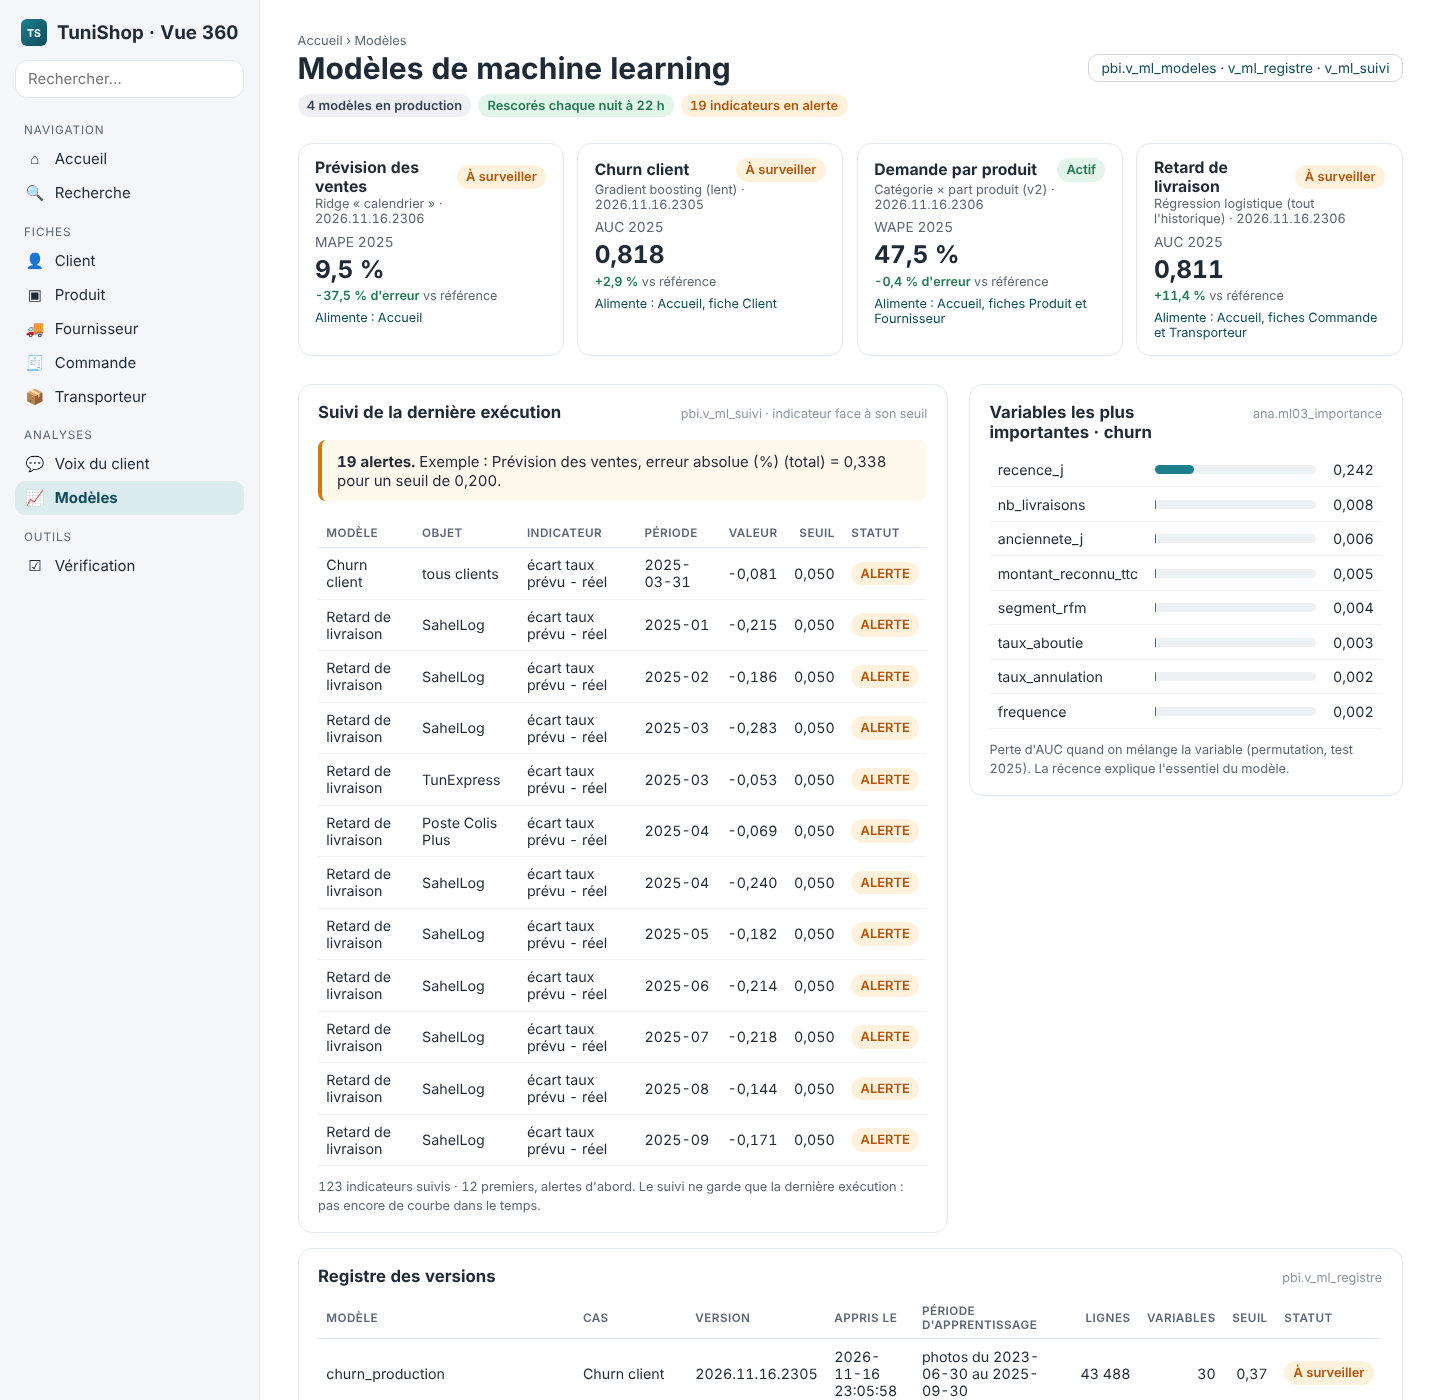 TS TuniShop · Vue 360
Rechercher...
NAVIGATION
Accueil
Recherche
FICHES
Client
Produit
Fournisseur
Commande
Transporteur
ANALYSES
Voix du client
Modèles
OUTILS
Vérification
Accueil › Modèles
Modèles de machine learning
pbi.v_ml_modeles · v_ml_registre · v_ml_suivi
4 modèles en production
Rescorés chaque nuit à 22 h
19 indicateurs en alerte
Prévision des
ventes
À surveiller
Ridge « calendrier » ·
2026.11.16.2306
MAPE 2025
9,5 %
-37,5 % d'erreur vs référence
Alimente : Accueil
Churn client
À surveiller
Gradient boosting (lent) ·
2026.11.16.2305
AUC 2025
0,818
+2,9 % vs référence
Alimente : Accueil, fiche Client
Demande par produit
Actif
Catégorie × part produit (v2) ·
2026.11.16.2306
WAPE 2025
47,5 %
-0,4 % d'erreur vs référence
Alimente : Accueil, fiches Produit et
Fournisseur
Retard de
livraison
À surveiller
Régression logistique (tout
l'historique) · 2026.11.16.2306
AUC 2025
0,811
+11,4 % vs référence
Alimente : Accueil, fiches Commande
et Transporteur
Suivi de la dernière exécution
pbi.v_ml_suivi · indicateur face à son seuil
19 alertes. Exemple : Prévision des ventes, erreur absolue (%) (total) = 0,338
pour un seuil de 0,200.
MODÈLE OBJET INDICATEUR PÉRIODE VALEUR SEUIL STATUT
Churn client tous clients écart taux prévu - réel 2025-03-31 -0,081 0,050 ALERTE
Retard de livraison SahelLog écart taux prévu - réel 2025-01 -0,215 0,050 ALERTE
Retard de livraison SahelLog écart taux prévu - réel 2025-02 -0,186 0,050 ALERTE
Retard de livraison SahelLog écart taux prévu - réel 2025-03 -0,283 0,050 ALERTE
Retard de livraison TunExpress écart taux prévu - réel 2025-03 -0,053 0,050 ALERTE
Retard de livraison Poste Colis Plus écart taux prévu - réel 2025-04 -0,069 0,050 ALERTE
Retard de livraison SahelLog écart taux prévu - réel 2025-04 -0,240 0,050 ALERTE
Retard de livraison SahelLog écart taux prévu - réel 2025-05 -0,182 0,050 ALERTE
Retard de livraison SahelLog écart taux prévu - réel 2025-06 -0,214 0,050 ALERTE
Retard de livraison SahelLog écart taux prévu - réel 2025-07 -0,218 0,050 ALERTE
Retard de livraison SahelLog écart taux prévu - réel 2025-08 -0,144 0,050 ALERTE
Retard de livraison SahelLog écart taux prévu - réel 2025-09 -0,171 0,050 ALERTE
123 indicateurs suivis · 12 premiers, alertes d'abord. Le suivi ne garde que la dernière exécution :
pas encore de courbe dans le temps.
Variables les plus
importantes · churn
ana.ml03_importance
recence_j 0,242
nb_livraisons 0,008
anciennete_j 0,006
montant_reconnu_ttc 0,005
segment_rfm 0,004
taux_aboutie 0,003
taux_annulation 0,002
frequence 0,002
Perte d'AUC quand on mélange la variable (permutation, test
2025). La récence explique l'essentiel du modèle.
Registre des versions
pbi.v_ml_registre
MODÈLE CAS VERSION APPRIS LE PÉRIODE D'APPRENTISSAGE LIGNES VARIABLES SEUIL STATUT
churn_production Churn client 2026.11.16.2305 2026-11-16 23:05:58 photos du 2023-06-30 au 2025-09-30 43 488 30 0,37 À surveiller